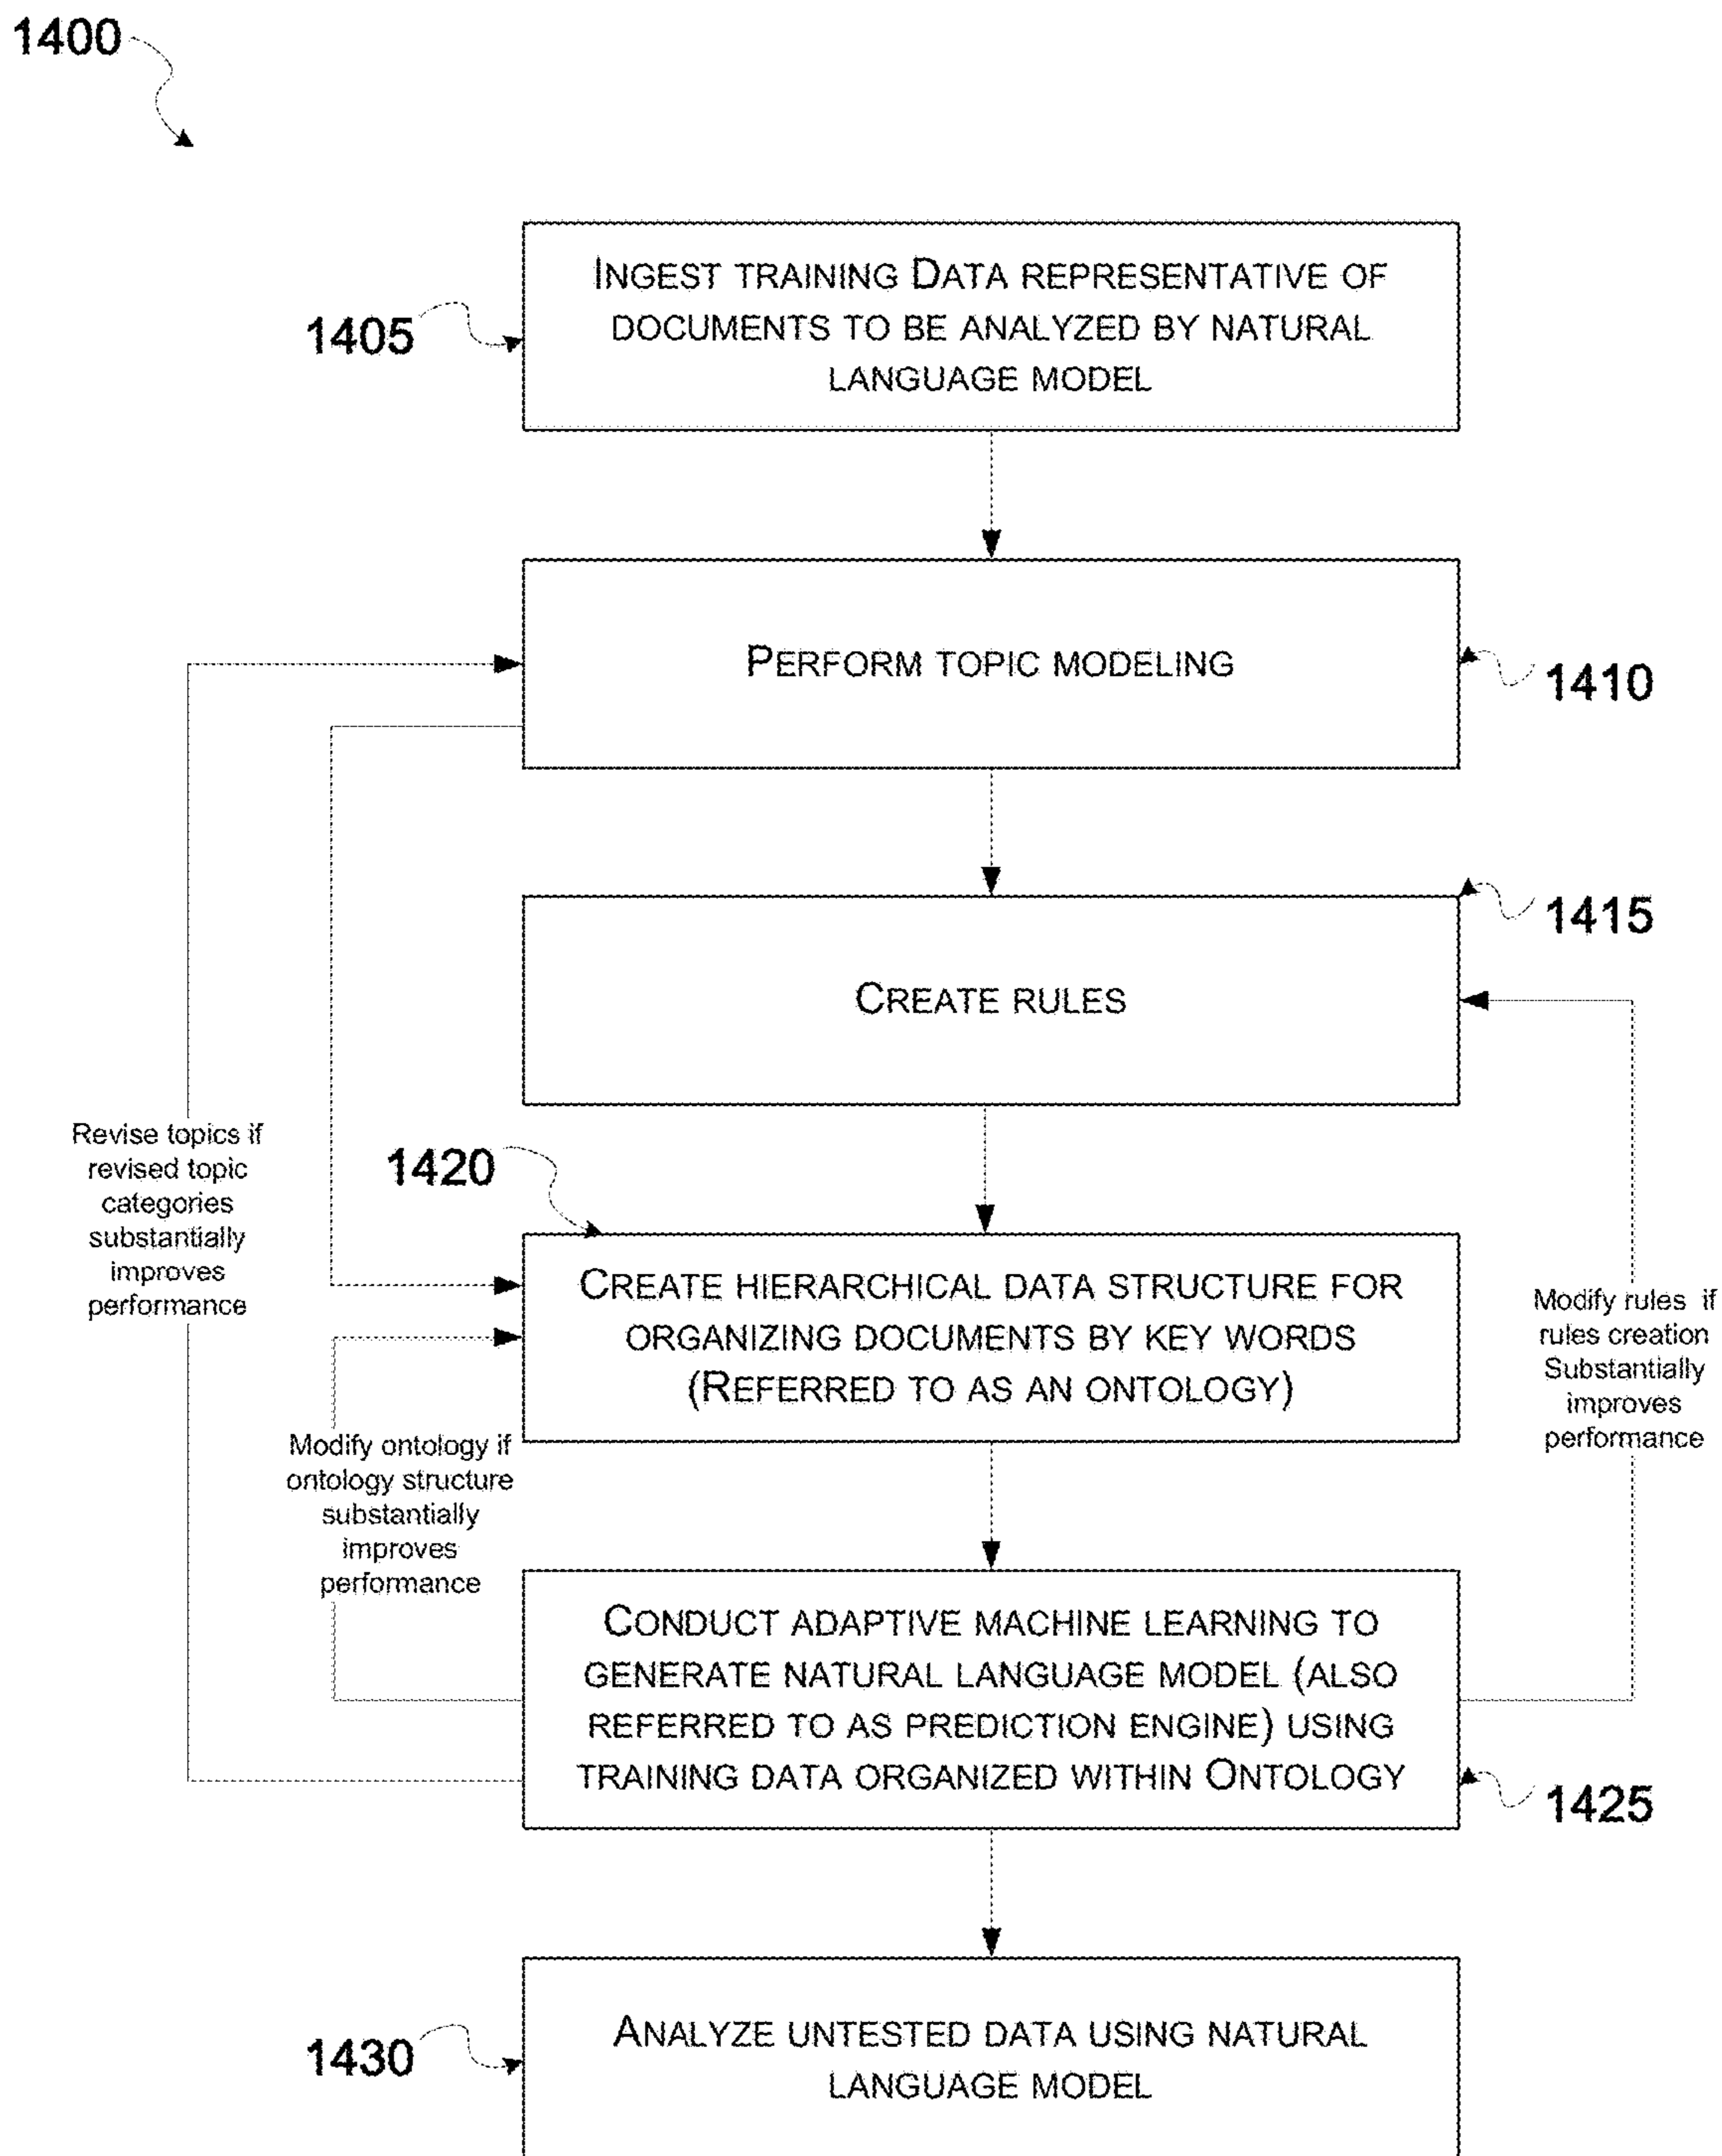 1400
INGEST TRAINING DATA REPRESENTATIVE OF
DOCUMENTS TO BE ANALYZED BY NATURAL
LANGUAGE MODEL
1405
PERFORM TOPIC MODELING
1410
1415
CREATE RULES
Revise topics if
revised topic
categories
substantially
improves
performance
1420
CREATE HIERARCHICAL DATA STRUCTURE FOR
ORGANIZING DOCUMENTS BY KEY WORDS
(REFERRED TO AS AN ONTOLOGY)
Modify rules if
rules creation
Substantially
improves
performance
Modify ontology if
ontology structure
substantially
improves
performance
CONDUCT ADAPTIVE MACHINE LEARNING TO
GENERATE NATURAL LANGUAGE MODEL (ALSO
REFERRED TO AS PREDICTION ENGINE) USING
TRAINING DATA ORGANIZED WITHIN ONTOLOGY
1425
ANALYZE UNTESTED DATA USING NATURAL
LANGUAGE MODEL
1430